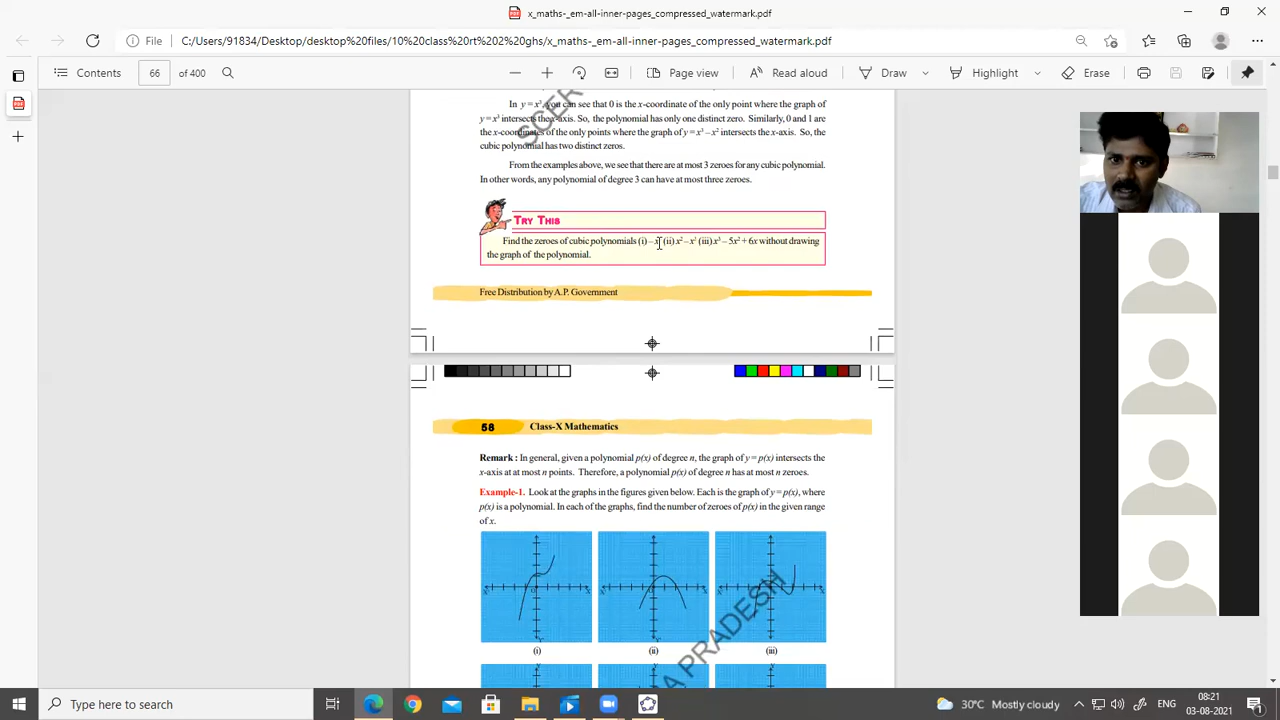 x_maths-_em-all-inner-pages_compressed_watermark.pdf
File
C:/Users/91834/Desktop/desktop%20files/10%20class%20rt%202%20ghs/x_maths-_em-all-inner-pages_compressed_watermark.pdf
Contents
66
of 400
Page view
Read aloud
Draw
Highlight
Erase
In y = x³, you can see that 0 is the x-coordinate of the only point where the graph of
y = x³ intersects the x-axis. So, the polynomial has only one distinct zero. Similarly, 0 and 1 are
the x-coordinates of the only points where the graph of y = x³ – x² intersects the x-axis. So, the
cubic polynomial has two distinct zeros.
From the examples above, we see that there are at most 3 zeroes for any cubic polynomial.
In other words, any polynomial of degree 3 can have at most three zeroes.
TRY THIS
Find the zeroes of cubic polynomials (i) – (ii) x² – x³ (iii) x³ – 5x² + 6x without drawing
the graph of the polynomial.
Free Distribution by A.P. Government
58
Class-X Mathematics
Remark : In general, given a polynomial p(x) of degree n, the graph of y = p(x) intersects the
x-axis at at most n points. Therefore, a polynomial p(x) of degree n has at most n zeroes.
Example-1. Look at the graphs in the figures given below. Each is the graph of y = p(x), where
p(x) is a polynomial. In each of the graphs, find the number of zeroes of p(x) in the given range
of x.
(i)
(ii)
(iii)
SCER
A PRADESH
Type here to search
30°C Mostly cloudy
ENG
08:21
03-08-2021